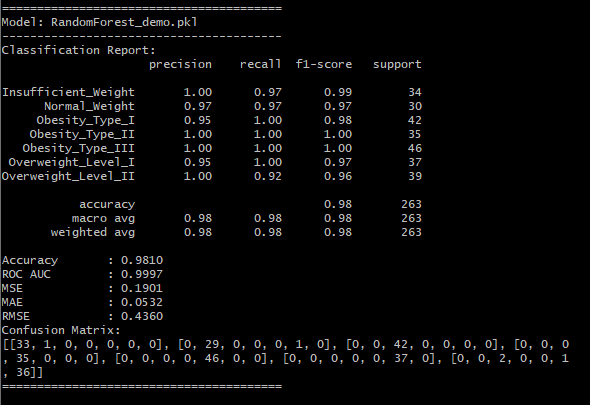 ========================================
Model: RandomForest_demo.pkl
----------------------------------------
Classification Report:
                     precision    recall  f1-score   support

Insufficient_Weight       1.00      0.97      0.99        34
      Normal_Weight       0.97      0.97      0.97        30
     Obesity_Type_I       0.95      1.00      0.98        42
    Obesity_Type_II       1.00      1.00      1.00        35
   Obesity_Type_III       1.00      1.00      1.00        46
 Overweight_Level_I       0.95      1.00      0.97        37
Overweight_Level_II       1.00      0.92      0.96        39

           accuracy                           0.98       263
          macro avg       0.98      0.98      0.98       263
       weighted avg       0.98      0.98      0.98       263

Accuracy       : 0.9810
ROC AUC        : 0.9997
MSE            : 0.1901
MAE            : 0.0532
RMSE           : 0.4360
Confusion Matrix:
[[33, 1, 0, 0, 0, 0, 0], [0, 29, 0, 0, 0, 1, 0], [0, 0, 42, 0, 0, 0, 0], [0, 0, 0
, 35, 0, 0, 0], [0, 0, 0, 0, 46, 0, 0], [0, 0, 0, 0, 0, 37, 0], [0, 0, 2, 0, 0, 1
, 36]]
========================================